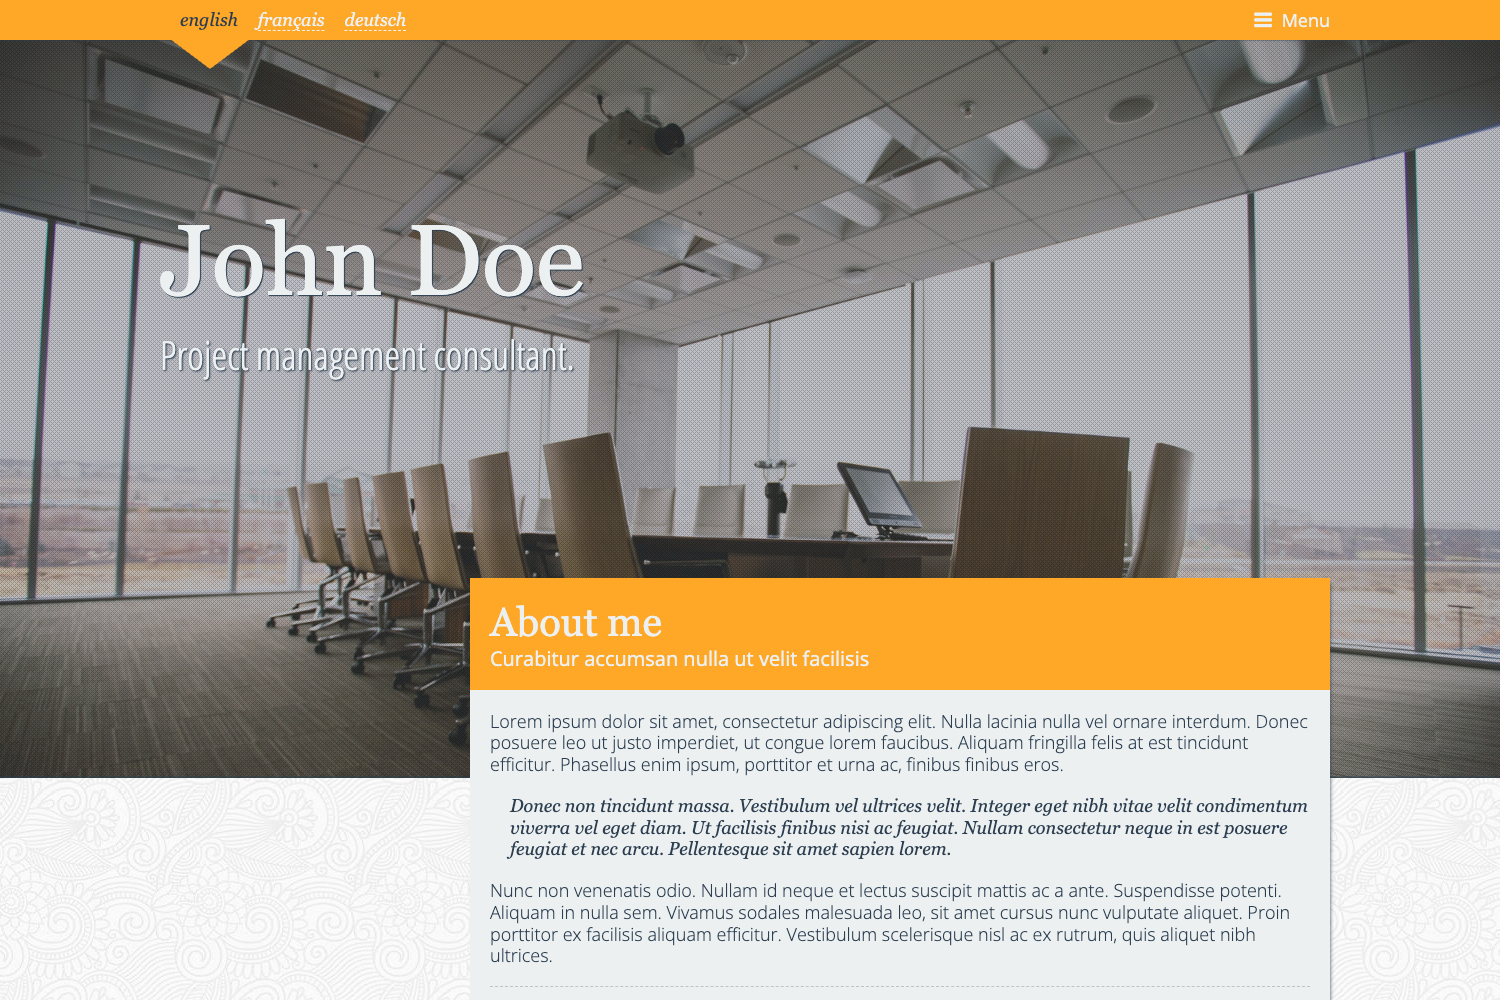 english français deutsch Menu
John Doe
Project management consultant.
About me
Curabitur accumsan nulla ut velit facilisis
Lorem ipsum dolor sit amet, consectetur adipiscing elit. Nulla lacinia nulla vel ornare interdum. Donec
posuere leo ut justo imperdiet, ut congue lorem faucibus. Aliquam fringilla felis at est tincidunt
efficitur. Phasellus enim ipsum, porttitor et urna ac, finibus finibus eros.
Donec non tincidunt massa. Vestibulum vel ultrices velit. Integer eget nibh vitae velit condimentum
viverra vel eget diam. Ut facilisis finibus nisi ac feugiat. Nullam consectetur neque in est posuere
feugiat et nec arcu. Pellentesque sit amet sapien lorem.
Nunc non venenatis odio. Nullam id neque et lectus suscipit mattis ac a ante. Suspendisse potenti.
Aliquam in nulla sem. Vivamus sodales malesuada leo, sit amet cursus nunc vulputate aliquet. Proin
porttitor ex facilisis aliquam efficitur. Vestibulum scelerisque nisl ac ex rutrum, quis aliquet nibh
ultrices.